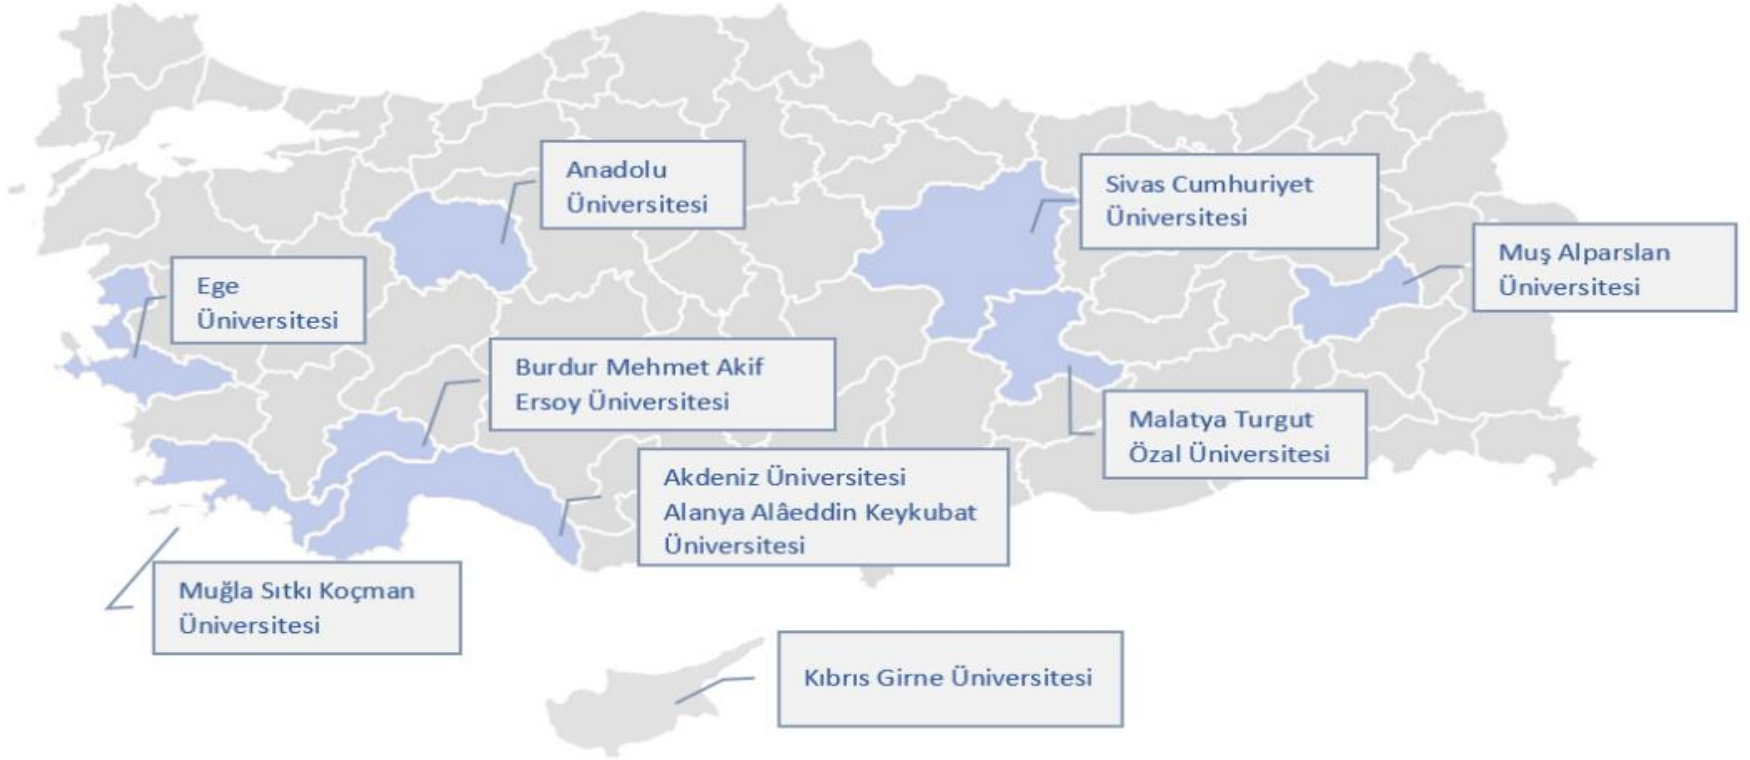 Anadolu
Üniversitesi
Sivas Cumhuriyet
Üniversitesi
Muş Alparslan
Üniversitesi
Ege
Üniversitesi
Burdur Mehmet Akif
Ersoy Üniversitesi
Malatya Turgut
Özal Üniversitesi
Akdeniz Üniversitesi
Alanya Alâeddin Keykubat
Üniversitesi
Muğla Sıtkı Koçman
Üniversitesi
Kıbrıs Girne Üniversitesi